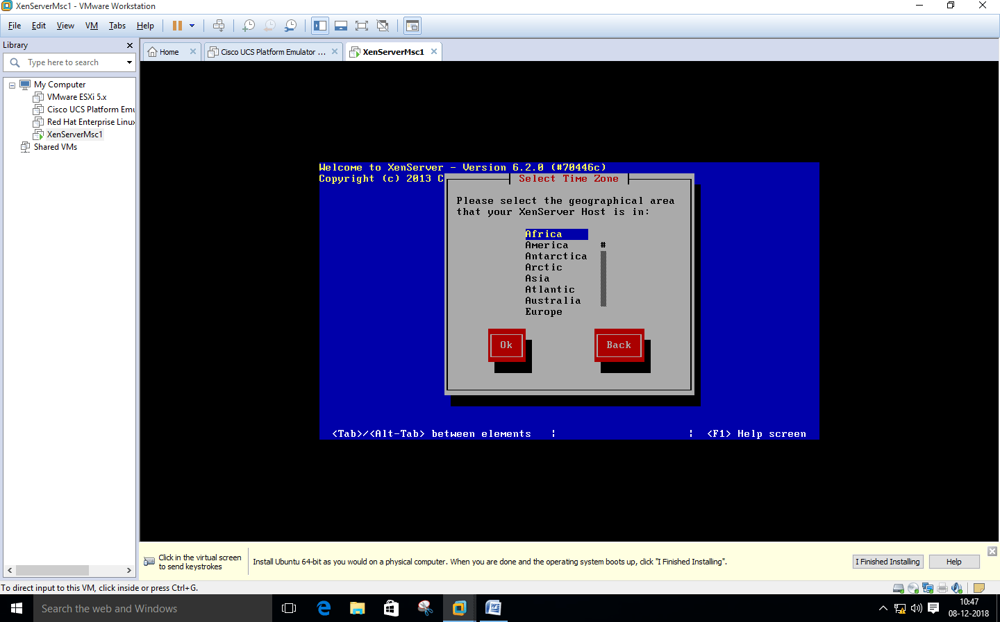 XenServerMsc1 - VMware Workstation
File Edit View VM Tabs Help
Library
Type here to search
My Computer
VMware ESXi 5.x
Cisco UCS Platform Emu
Red Hat Enterprise Linux
XenServerMsc1
Shared VMs
Home
Cisco UCS Platform Emulator ...
XenServerMsc1
Welcome to XenServer - Version 6.2.0 (#70446c)
Copyright (c) 2013 C
Select Time Zone
Please select the geographical area
that your XenServer Host is in:
Africa
America #
Antarctica
Arctic
Asia
Atlantic
Australia
Europe
Ok Back
<Tab>/<Alt-Tab> between elements ¦ ¦ <F1> Help screen
Click in the virtual screen
to send keystrokes
Install Ubuntu 64-bit as you would on a physical computer. When you are done and the operating system boots up, click "I Finished Installing".
I Finished Installing
Help
To direct input to this VM, click inside or press Ctrl+G.
Search the web and Windows
10:47
08-12-2018